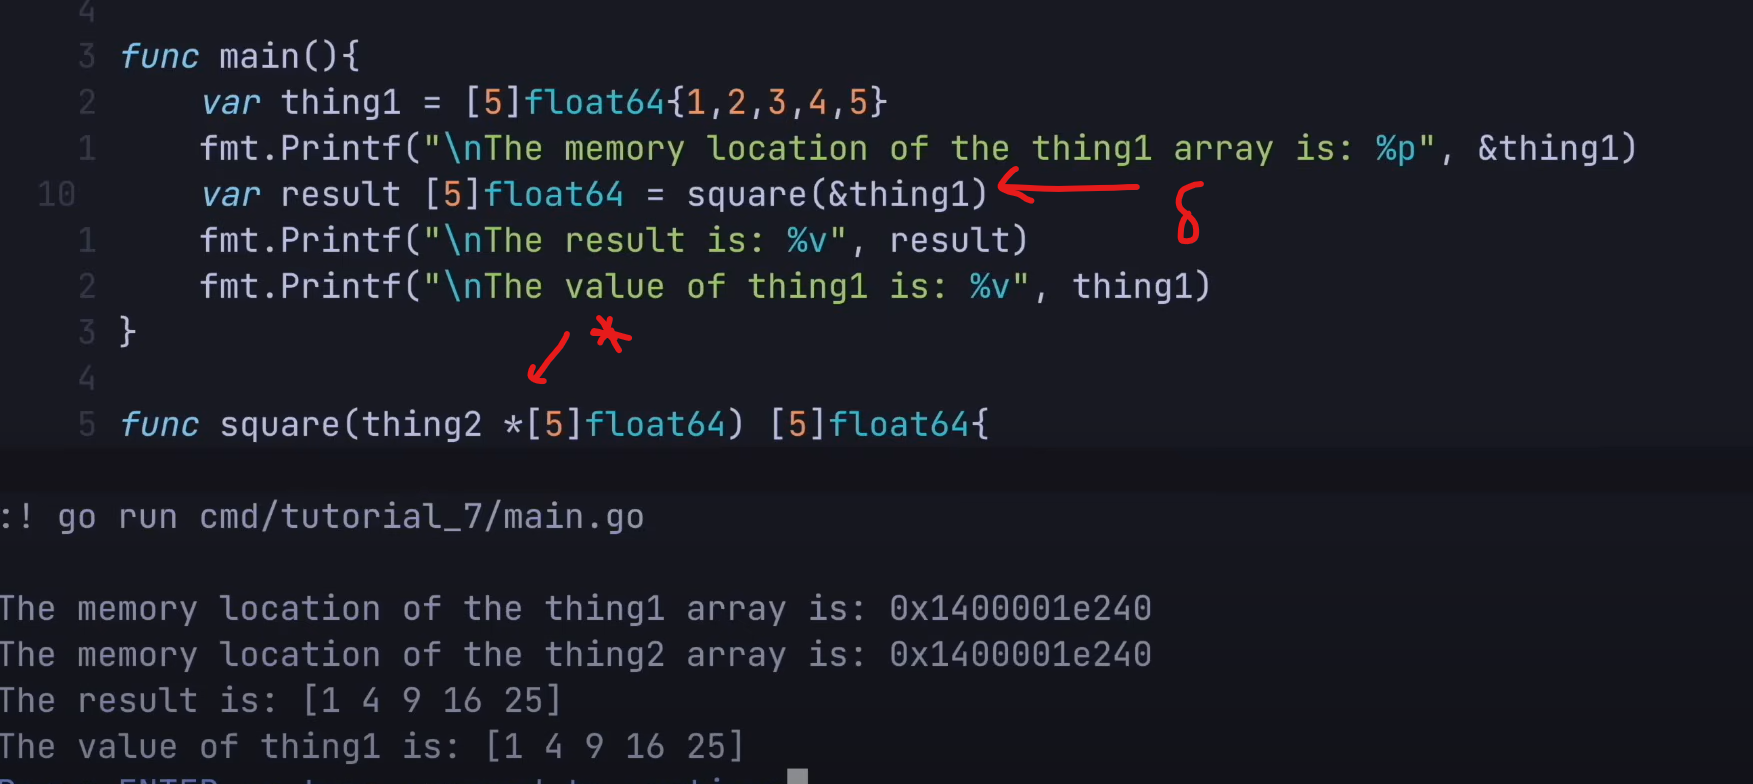 4
3 func main(){
2 var thing1 = [5]float64{1,2,3,4,5}
1 fmt.Printf("\nThe memory location of the thing1 array is: %p", &thing1)
10 var result [5]float64 = square(&thing1)
1 fmt.Printf("\nThe result is: %v", result)
2 fmt.Printf("\nThe value of thing1 is: %v", thing1)
*
3 }
4
5 func square(thing2 *[5]float64) [5]float64{
:! go run cmd/tutorial_7/main.go
The memory location of the thing1 array is: 0x1400001e240
The memory location of the thing2 array is: 0x1400001e240
The result is: [1 4 9 16 25]
The value of thing1 is: [1 4 9 16 25]